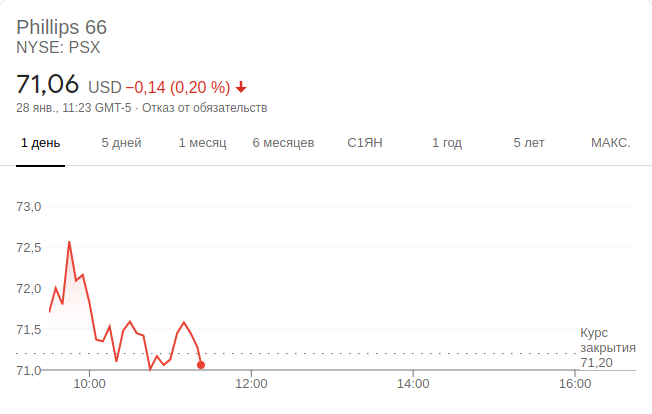 Phillips 66
NYSE: PSX
71,06 USD −0,14 (0,20 %)
28 янв., 11:23 GMT-5 · Отказ от обязательств
1 день 5 дней 1 месяц 6 месяцев С1ЯН 1 год 5 лет МАКС.
73,0
72,5
72,0
71,5
Курс
закрытия
71,20
71,0
10:00 12:00 14:00 16:00